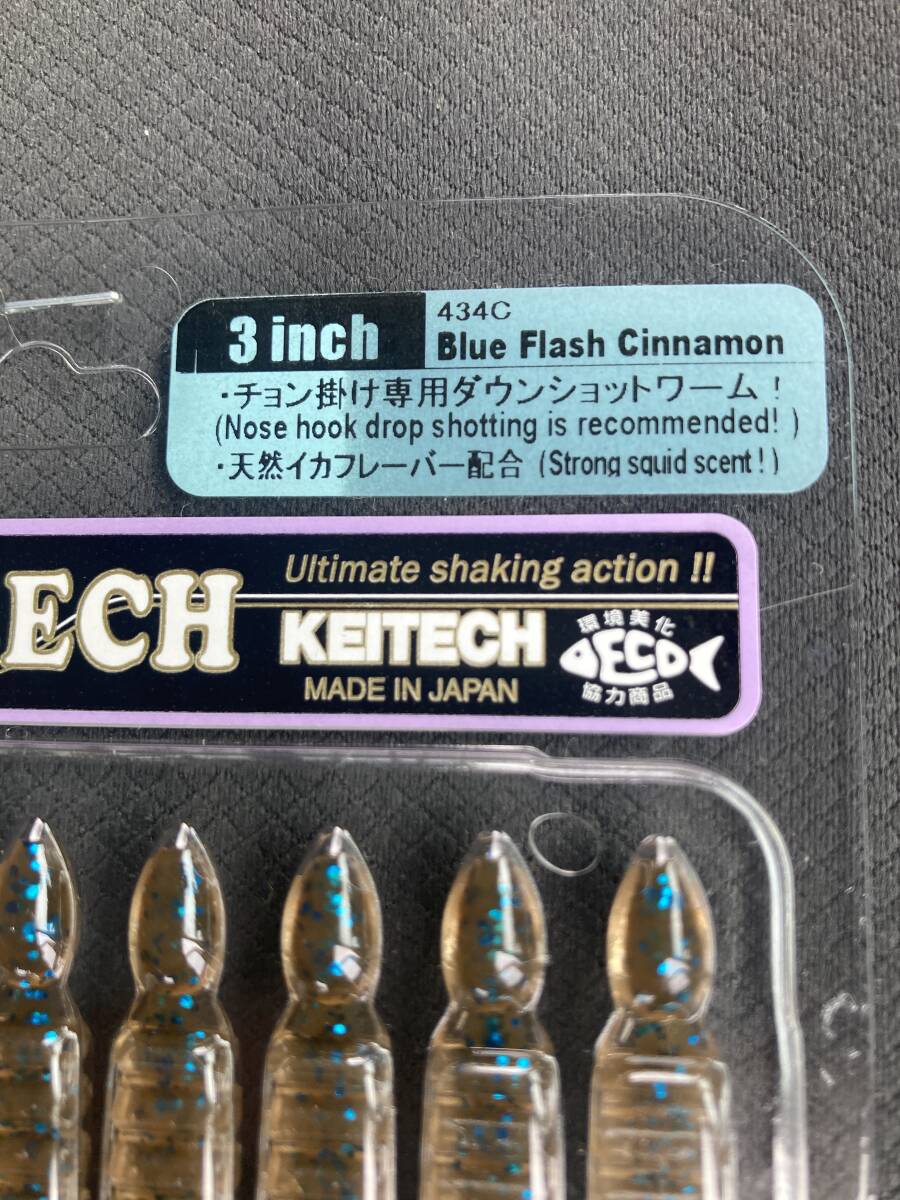 3 inch
434C
Blue Flash Cinnamon
・チョン掛け専用ダウンショットワーム！
(Nose hook drop shotting is recommended! )
・天然イカフレーバー配合 (Strong squid scent!)
ECH
Ultimate shaking action !!
KEITECH
MADE IN JAPAN
環境美化
ECO
協力商品